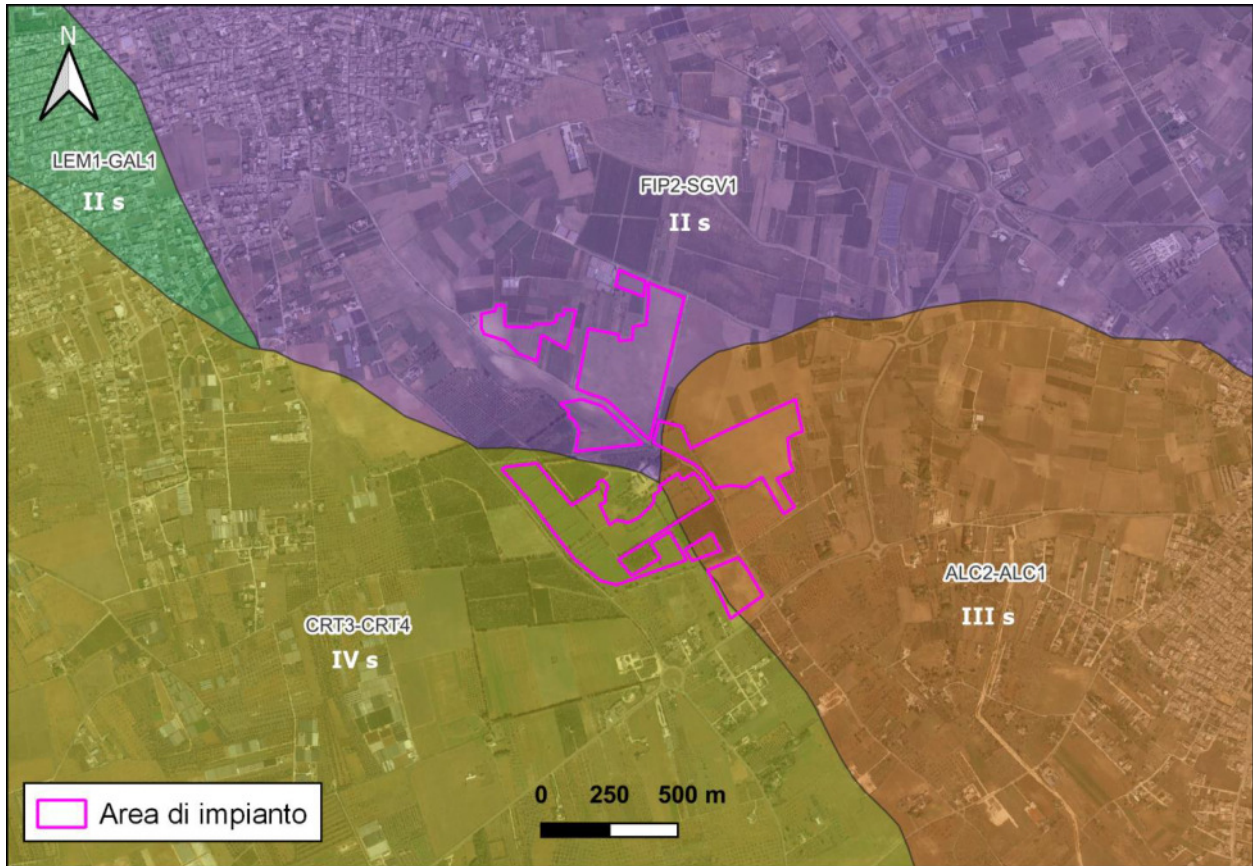 N
LEM1-GAL1
II s
FIP2-SGV1
II s
ALC2-ALC1
III s
CRT3-CRT4
IV s
Area di impianto
0 250 500 m